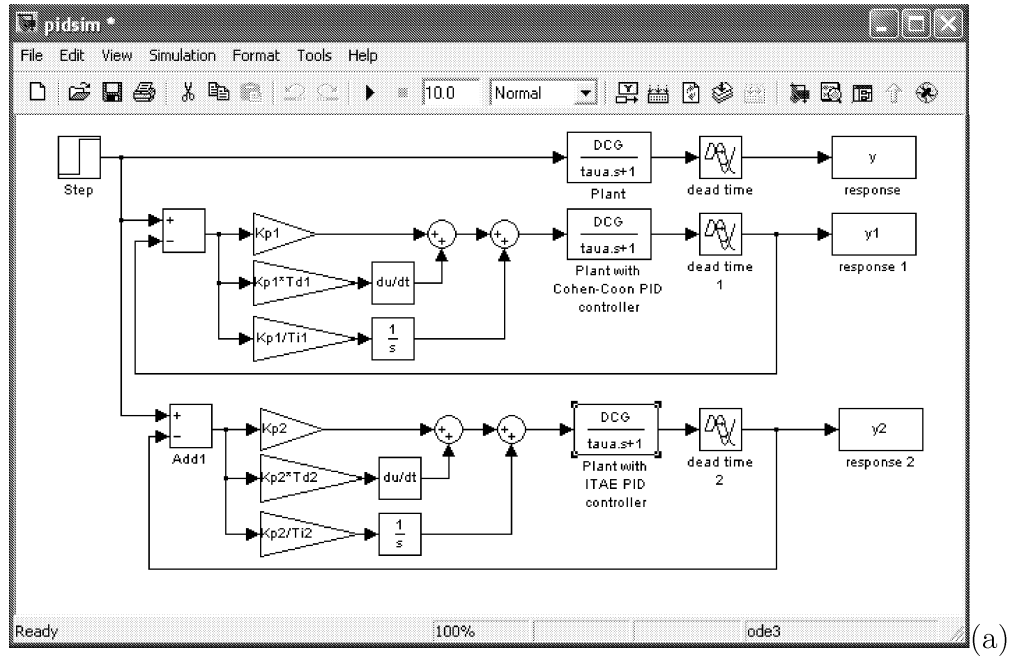 pidsim *
File Edit View Simulation Format Tools Help
10.0 Normal
Step
DCG
taua.s+1
Plant
dead time
y
response
+
−
Kp1
+
+
+
+
DCG
taua.s+1
Plant with
Cohen-Coon PID
controller
dead time
1
y1
response 1
Kp1*Td1
du/dt
Kp1/Ti1
1
s
+
−
Add1
Kp2
+
+
+
+
DCG
taua.s+1
Plant with
ITAE PID
controller
dead time
2
y2
response 2
Kp2*Td2
du/dt
Kp2/Ti2
1
s
Ready 100% ode3
(a)